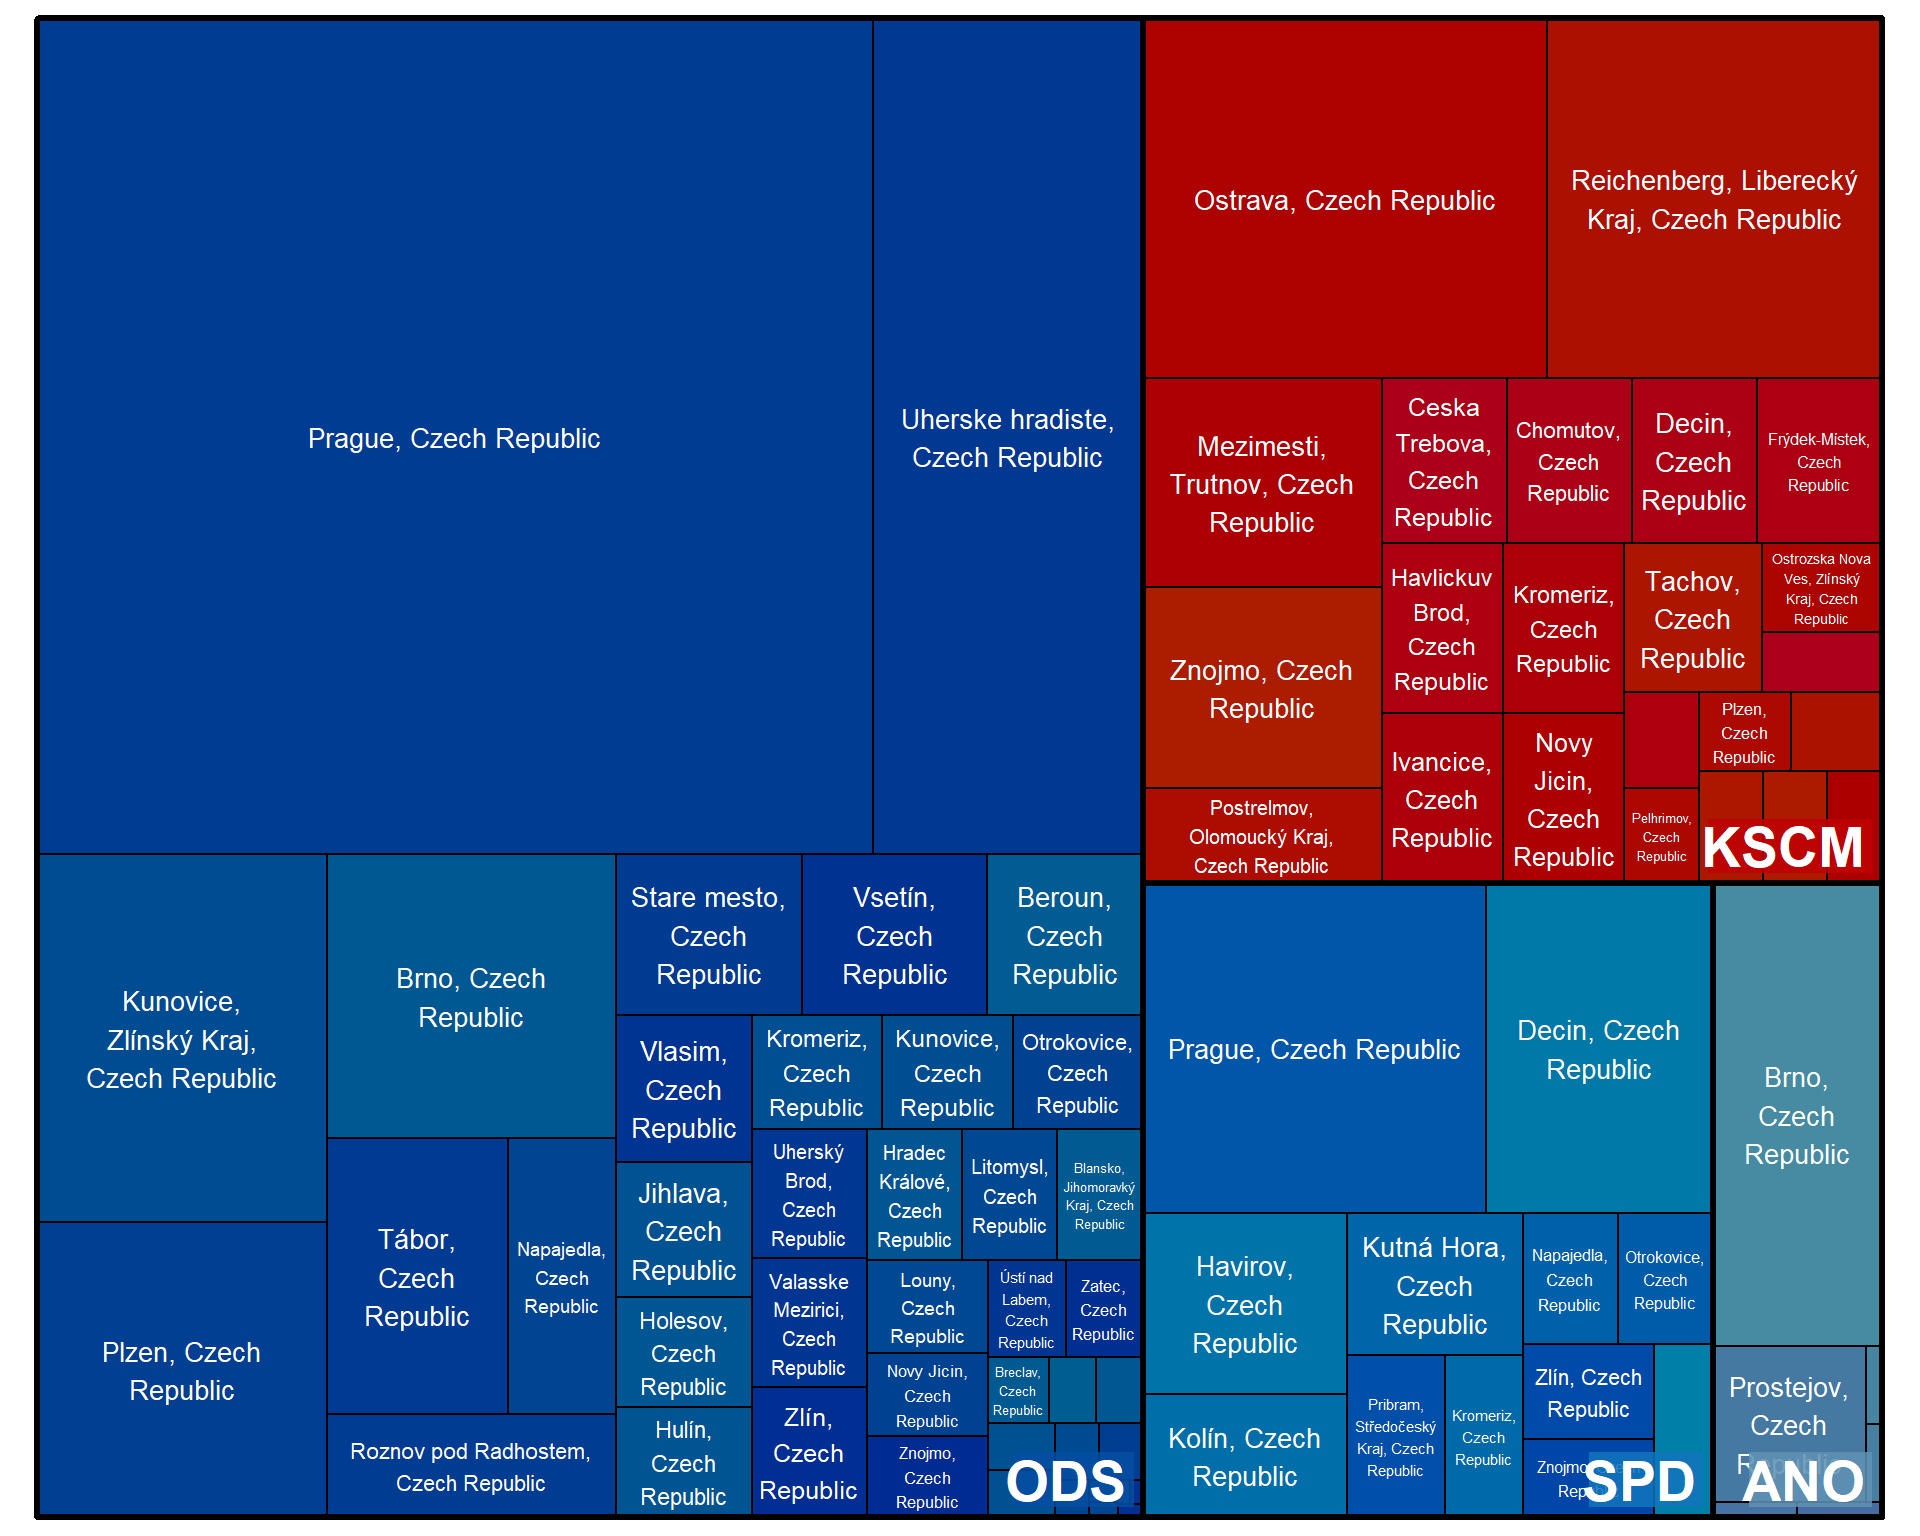 Prague, Czech Republic
Uherske hradiste,
Czech Republic
Kunovice,
Zlínský Kraj,
Czech Republic
Plzen, Czech
Republic
Brno, Czech
Republic
Tábor,
Czech
Republic
Napajedla,
Czech
Republic
Roznov pod Radhostem,
Czech Republic
Stare mesto,
Czech
Republic
Vsetín,
Czech
Republic
Beroun,
Czech
Republic
Vlasim,
Czech
Republic
Jihlava,
Czech
Republic
Holesov,
Czech
Republic
Hulín,
Czech
Republic
Kromeriz,
Czech
Republic
Kunovice,
Czech
Republic
Otrokovice,
Czech
Republic
Uherský
Brod,
Czech
Republic
Valasske
Mezirici,
Czech
Republic
Zlín,
Czech
Republic
Hradec
Králové,
Czech
Republic
Litomysl,
Czech
Republic
Blansko,
Jihomoravký
Kraj, Czech
Republic
Louny,
Czech
Republic
Novy Jicin,
Czech
Republic
Znojmo,
Czech
Republic
Ústí nad
Labem,
Czech
Republic
Zatec,
Czech
Republic
Breclav,
Czech
Republic
ODS
Ostrava, Czech Republic
Reichenberg, Liberecký
Kraj, Czech Republic
Mezimesti,
Trutnov, Czech
Republic
Znojmo, Czech
Republic
Postrelmov,
Olomoucký Kraj,
Czech Republic
Ceska
Trebova,
Czech
Republic
Chomutov,
Czech
Republic
Decin,
Czech
Republic
Frýdek-Místek,
Czech
Republic
Havlickuv
Brod,
Czech
Republic
Kromeriz,
Czech
Republic
Ivancice,
Czech
Republic
Novy
Jicin,
Czech
Republic
Tachov,
Czech
Republic
Ostrozska Nova
Ves, Zlínský
Kraj, Czech
Republic
Plzen,
Czech
Republic
Pelhrimov,
Czech
Republic
KSCM
Prague, Czech Republic
Decin, Czech
Republic
Havirov,
Czech
Republic
Kolín, Czech
Republic
Kutná Hora,
Czech
Republic
Pribram,
Středočeský
Kraj, Czech
Republic
Kromeriz,
Czech
Republic
Napajedla,
Czech
Republic
Otrokovice,
Czech
Republic
Zlín, Czech
Republic
Znojmo,
SPD
Brno,
Czech
Republic
Prostejov,
Czech
Republic
ANO